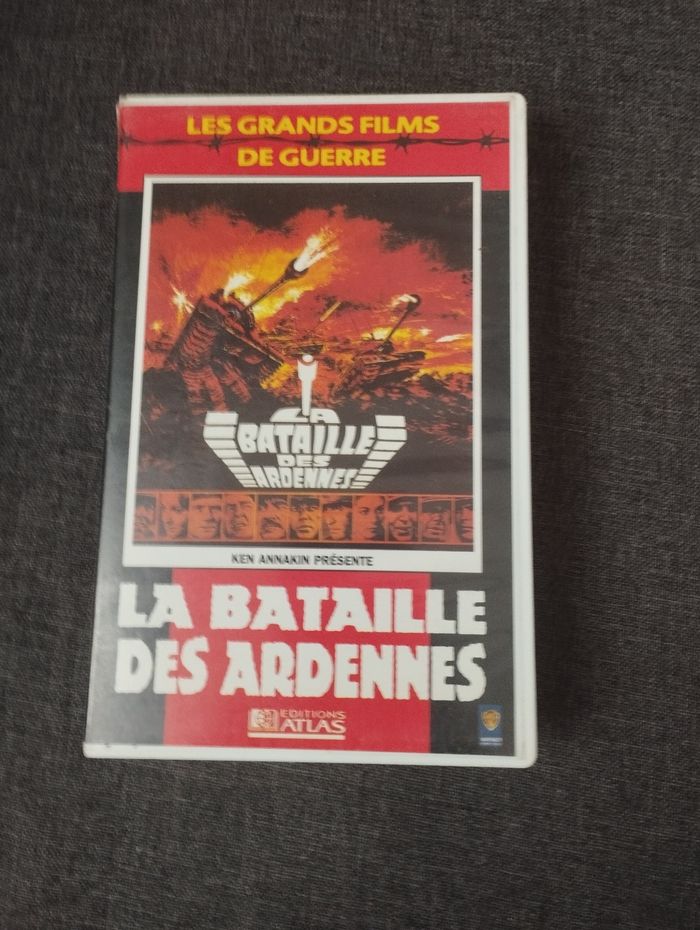 LES GRANDS FILMS
DE GUERRE
LA
BATAILLE
DES
ARDENNES
KEN ANNAKIN PRÉSENTE
LA BATAILLE
DES ARDENNES
EDITIONS
ATLAS